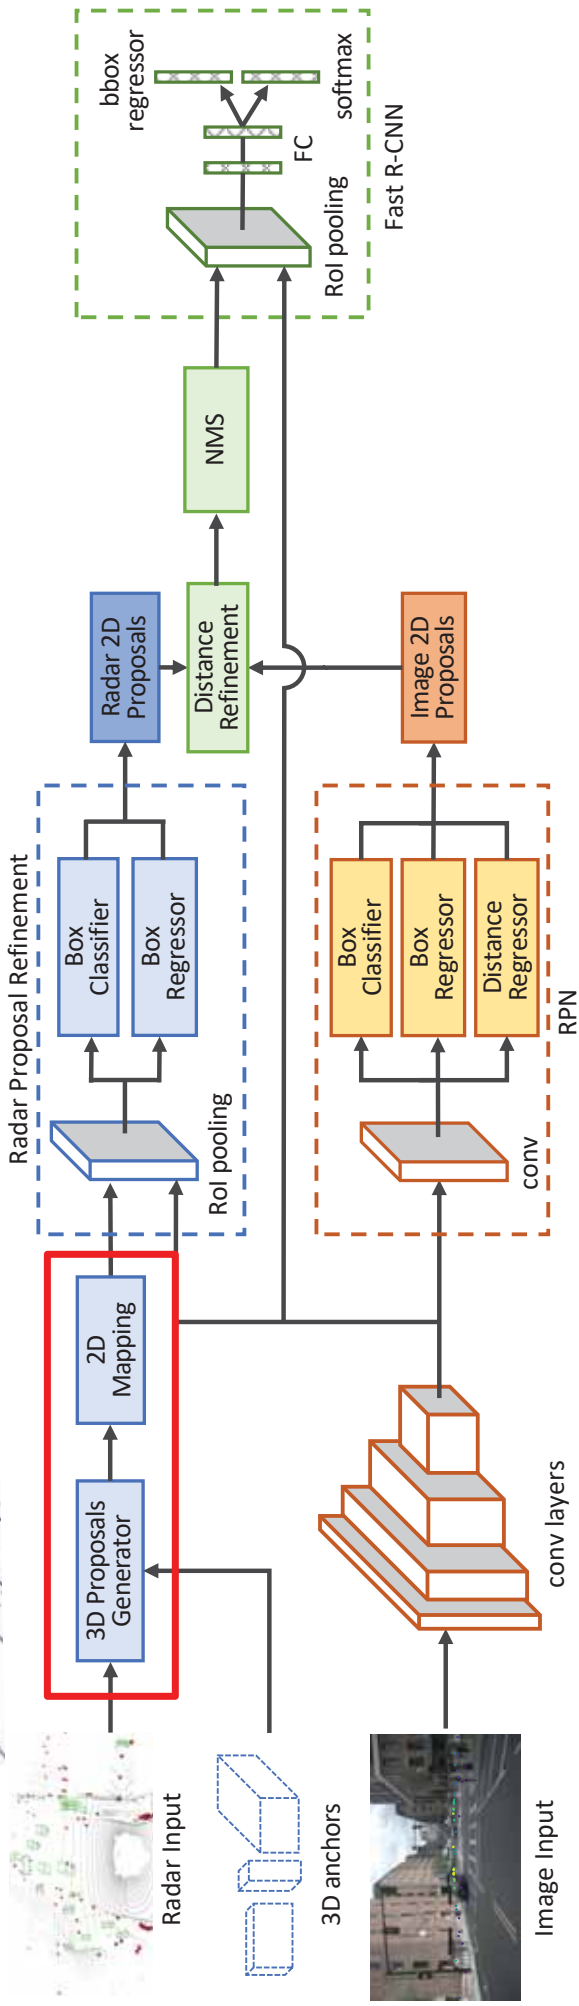 Radar Input
3D anchors
Image Input
3D Proposals
Generator
2D
Mapping
conv layers
Radar Proposal Refinement
RoI pooling
Box
Classifier
Box
Regressor
conv
Box
Classifier
Box
Regressor
Distance
Regressor
RPN
Radar 2D
Proposals
Distance
Refinement
Image 2D
Proposals
NMS
RoI pooling
FC
bbox
regressor
softmax
Fast R-CNN